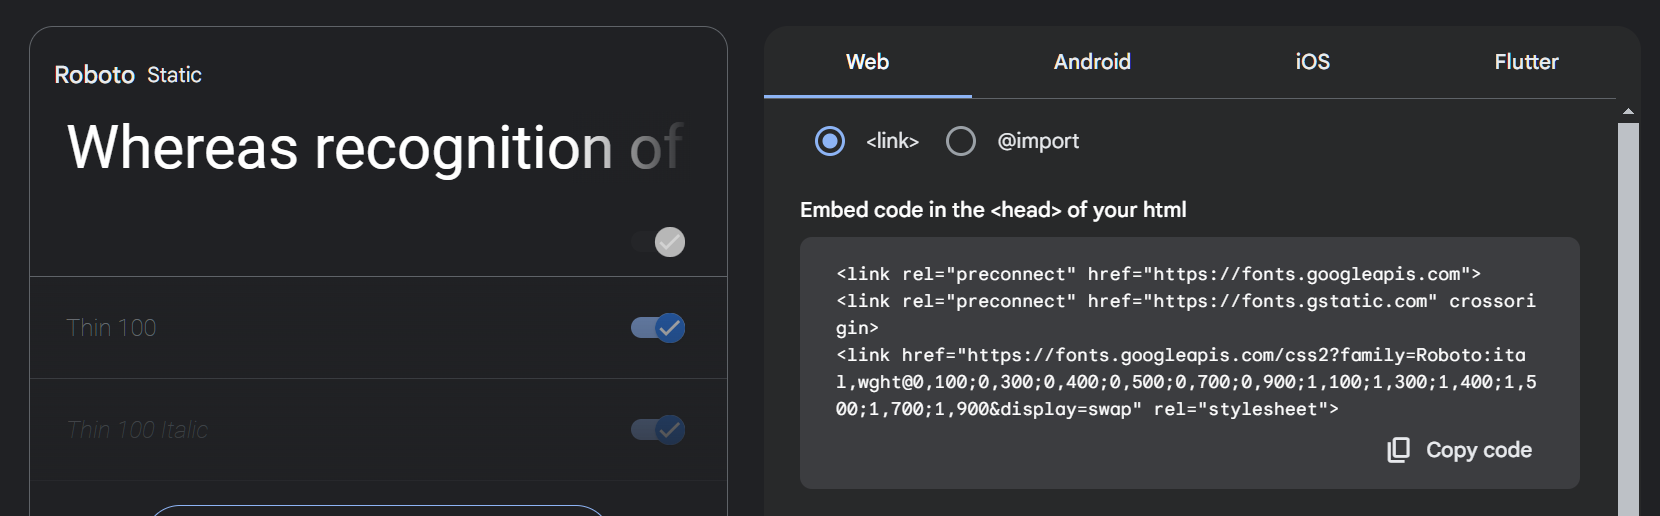 Roboto Static
Whereas recognition of
Thin 100
Thin 100 Italic
Web Android iOS Flutter
<link> @import
Embed code in the <head> of your html
<link rel="preconnect" href="https://fonts.googleapis.com">
<link rel="preconnect" href="https://fonts.gstatic.com" crossori
gin>
<link href="https://fonts.googleapis.com/css2?family=Roboto:ita
l,wght@0,100;0,300;0,400;0,500;0,700;0,900;1,100;1,300;1,400;1,5
00;1,700;1,900&display=swap" rel="stylesheet">
Copy code